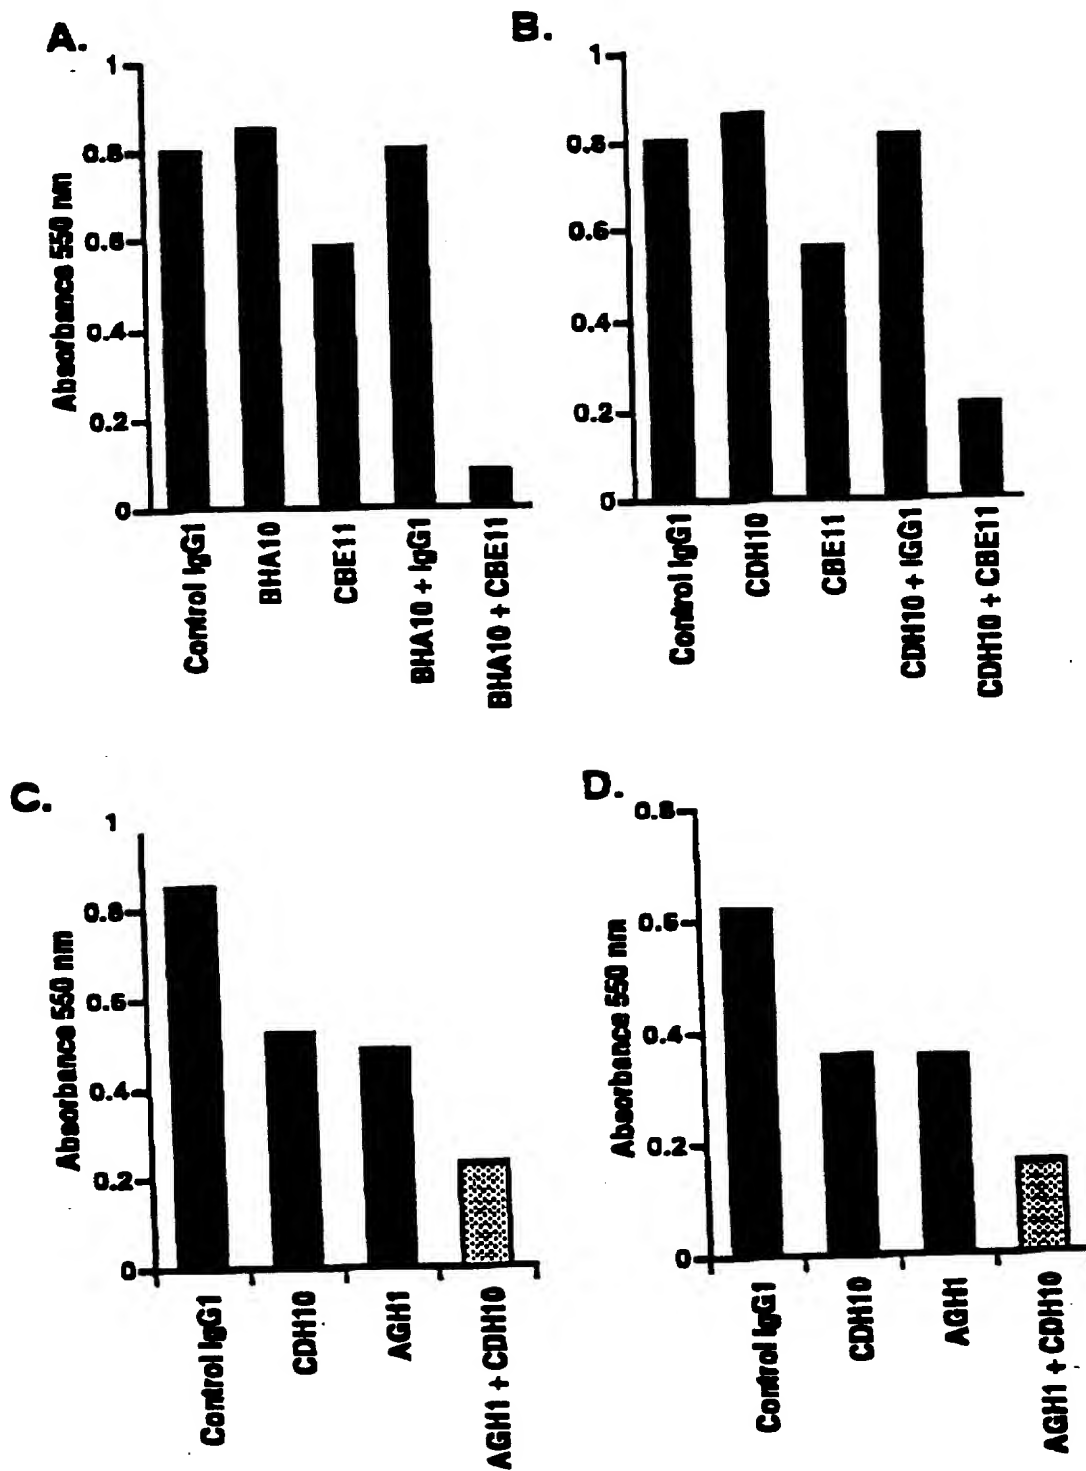 A.
1
0.8
0.6
0.4
0.2
0
Absorbance 550 nm
Control IgG1
BHA10
CBE11
BHA10 + IgG1
BHA10 + CBE11
B.
1
0.8
0.6
0.4
0.2
0
Control IgG1
CDH10
CBE11
CDH10 + IGG1
CDH10 + CBE11
C.
1
0.8
0.6
0.4
0.2
0
Absorbance 550 nm
Control IgG1
CDH10
AGH1
AGH1 + CDH10
D.
0.8
0.6
0.4
0.2
0
Absorbance 550 nm
Control IgG1
CDH10
AGH1
AGH1 + CDH10